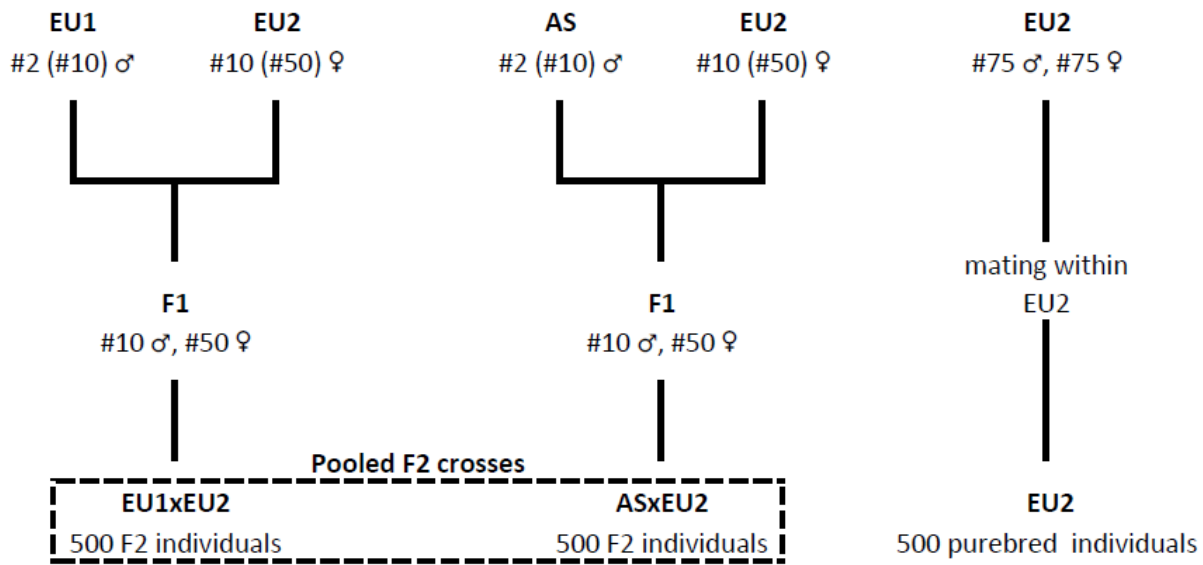 EU1 EU2 AS EU2 EU2
#2 (#10) ♂ #10 (#50) ♀ #2 (#10) ♂ #10 (#50) ♀ #75 ♂, #75 ♀
mating within
F1 F1 EU2
#10 ♂, #50 ♀ #10 ♂, #50 ♀
Pooled F2 crosses
EU1xEU2 ASxEU2 EU2
500 F2 individuals 500 F2 individuals 500 purebred individuals